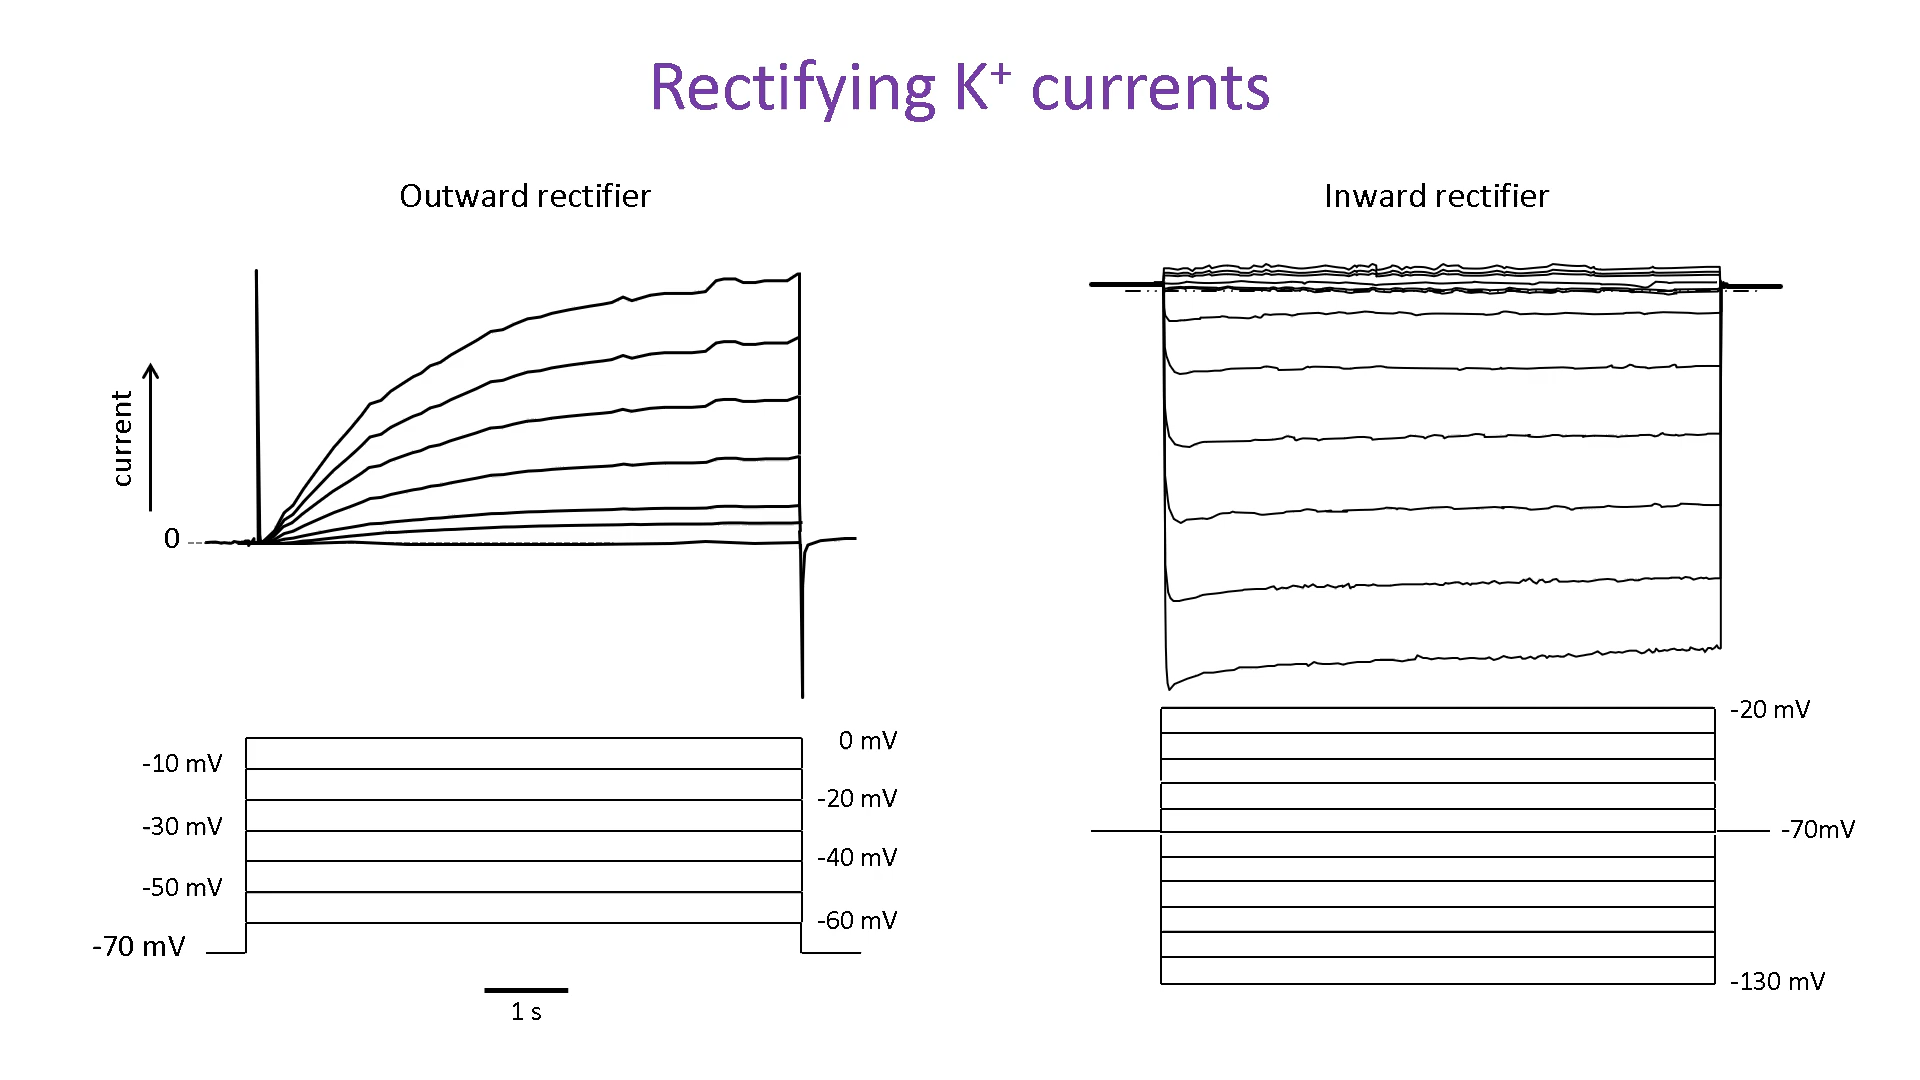 Rectifying K⁺ currents
Outward rectifier
Inward rectifier
current
0
-10 mV
-30 mV
-50 mV
-70 mV
0 mV
-20 mV
-40 mV
-60 mV
1 s
-20 mV
-70mV
-130 mV